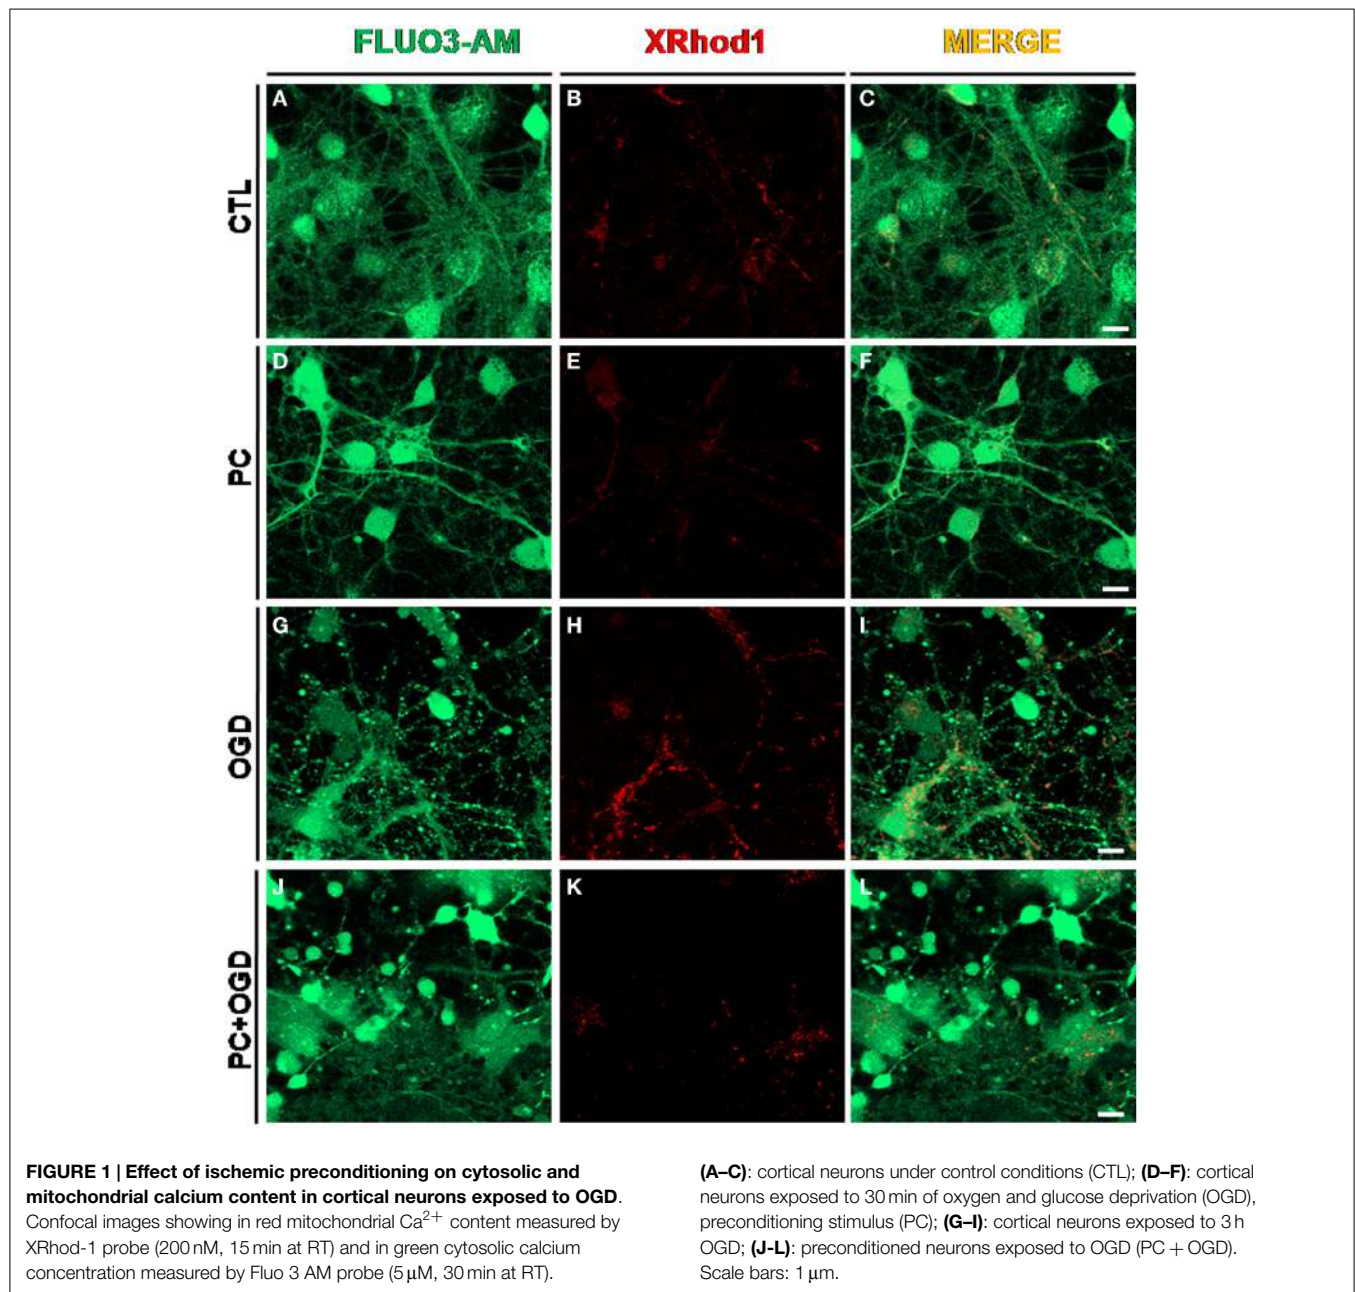 FLUO3-AM XRhod1 MERGE
CTL
A B C
PC
D E F
OGD
G H I
PC+OGD
J K L
FIGURE 1 | Effect of ischemic preconditioning on cytosolic and
mitochondrial calcium content in cortical neurons exposed to OGD.
Confocal images showing in red mitochondrial Ca2+ content measured by
XRhod-1 probe (200 nM, 15 min at RT) and in green cytosolic calcium
concentration measured by Fluo 3 AM probe (5 μM, 30 min at RT).
(A–C): cortical neurons under control conditions (CTL); (D–F): cortical
neurons exposed to 30 min of oxygen and glucose deprivation (OGD),
preconditioning stimulus (PC); (G–I): cortical neurons exposed to 3 h
OGD; (J-L): preconditioned neurons exposed to OGD (PC + OGD).
Scale bars: 1 μm.